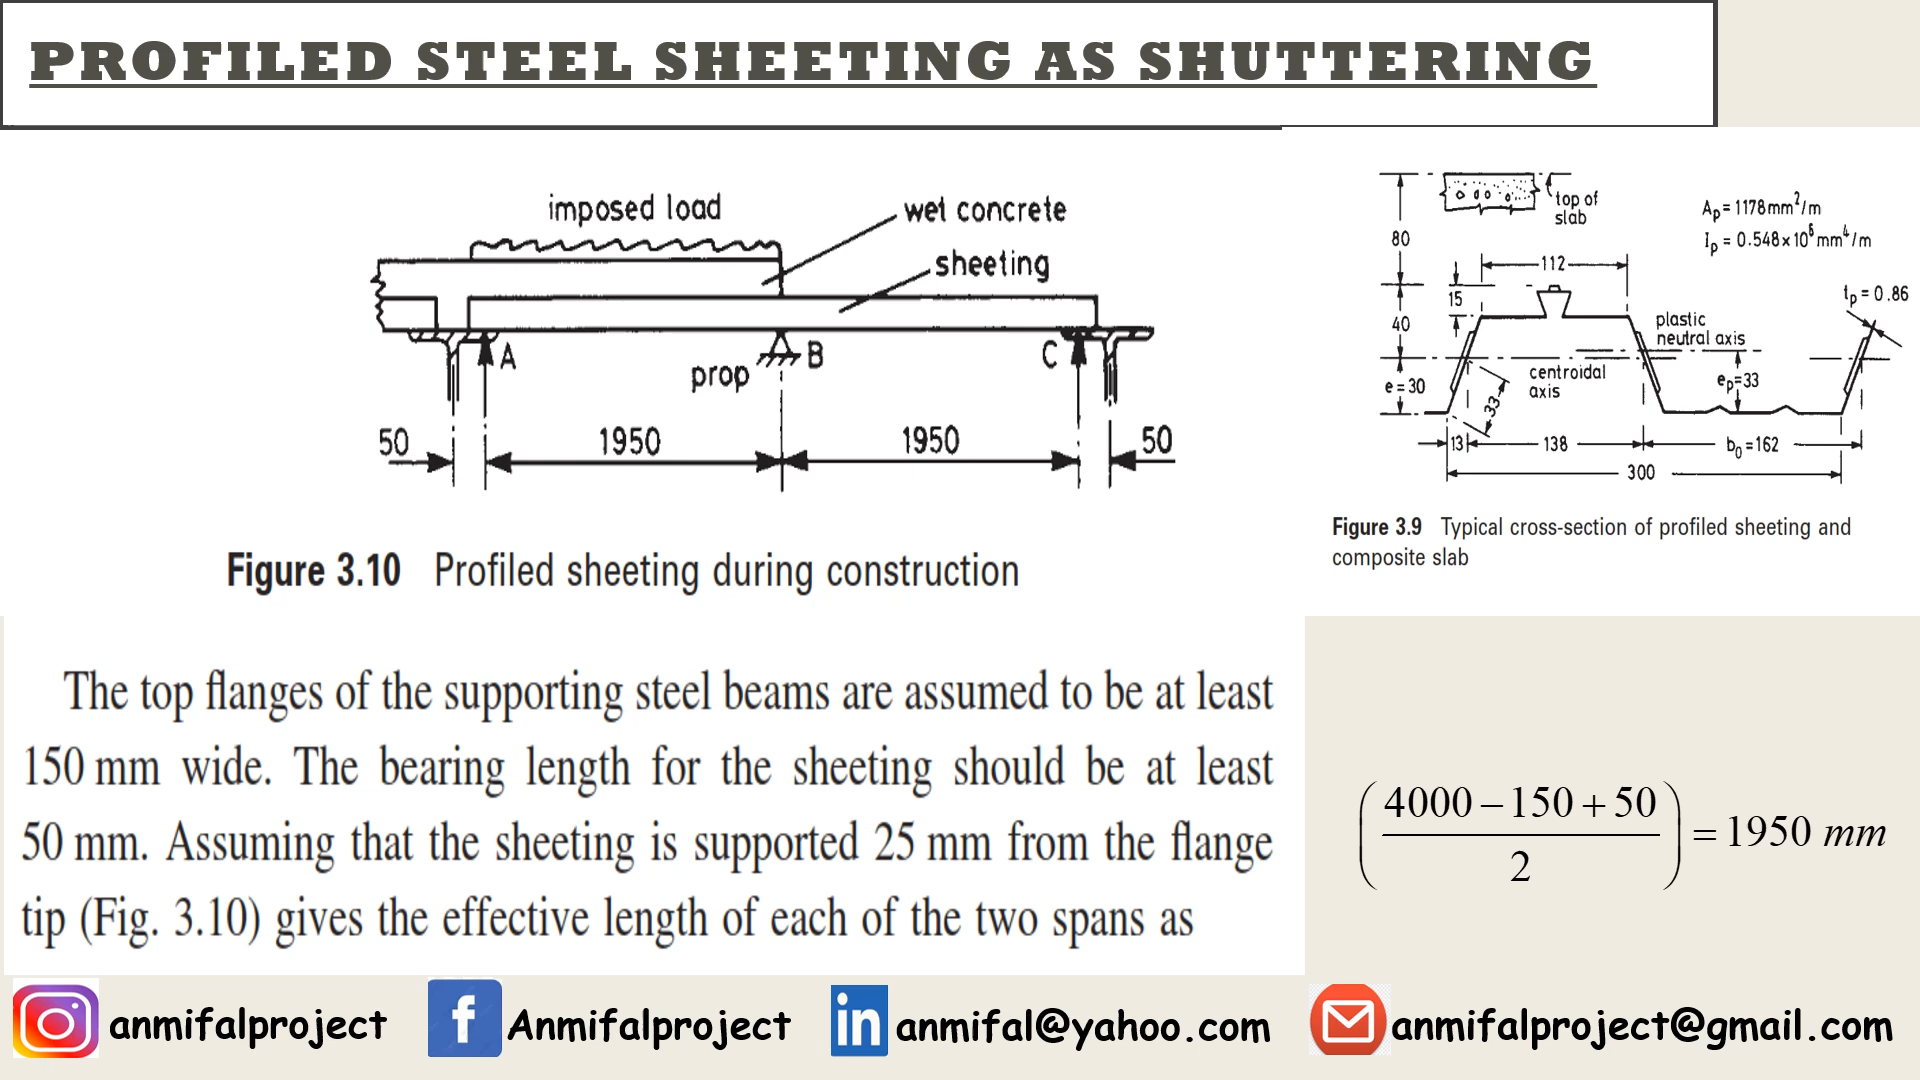 PROFILED STEEL SHEETING AS SHUTTERING
imposed load
wet concrete
sheeting
A
prop
B
C
50
1950
1950
50
Figure 3.10 Profiled sheeting during construction
top of
slab
Aₚ = 1178 mm²/m
Iₚ = 0.548 × 10⁶ mm⁴/m
80
112
15
tₚ = 0.86
40
plastic
neutral axis
centroidal
axis
e = 30
eₚ=33
33
13
138
b₀=162
300
Figure 3.9 Typical cross-section of profiled sheeting and
composite slab
The top flanges of the supporting steel beams are assumed to be at least
150 mm wide. The bearing length for the sheeting should be at least
50 mm. Assuming that the sheeting is supported 25 mm from the flange
tip (Fig. 3.10) gives the effective length of each of the two spans as
(4000 − 150 + 50 / 2) = 1950 mm
anmifalproject
f Anmifalproject
in anmifal@yahoo.com
anmifalproject@gmail.com